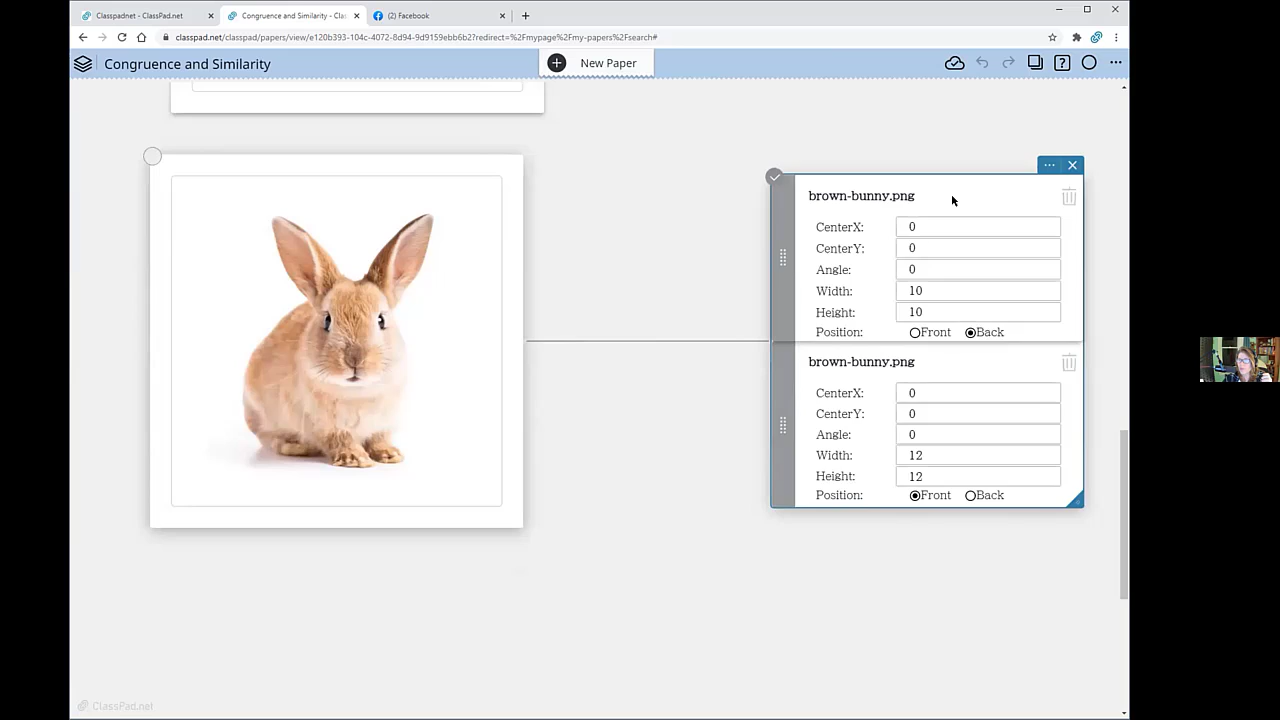 Classpadnet - ClassPad.net
Congruence and Similarity - Clas
(2) Facebook
classpad.net/classpad/papers/view/e120b393-104c-4072-8d94-9d9159ebb6b2?redirect=%2Fmypage%2Fmy-papers%2Fsearch#
Congruence and Similarity
New Paper
brown-bunny.png
CenterX: 0
CenterY: 0
Angle: 0
Width: 10
Height: 10
Position: Front Back
brown-bunny.png
CenterX: 0
CenterY: 0
Angle: 0
Width: 12
Height: 12
Position: Front Back
ClassPad.net